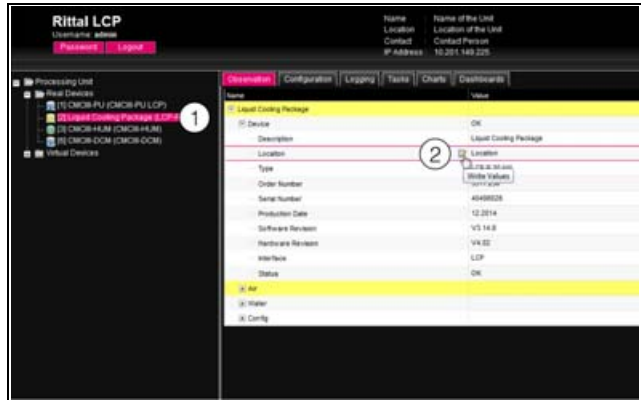 Rittal LCP
Username: admin
Password Logout
Name Name of the Unit
Location Location of the Unit
Contact Contact Person
IP Address 10.201.149.225
Processing Unit
Real Devices
[1] CMCIII-PU (CMCIII-PU LCP)
[2] Liquid Cooling Package (LCP-
[3] CMCIII-HUM (CMCIII-HUM)
CMCIII-DCM (CMCIII-DCM)
Virtual Devices
1
Observation Configuration Logging Tasks Charts Dashboards
Name Value
Liquid Cooling Package
Device OK
Description Liquid Cooling Package
Location 2 Location
Type
Write Values
Order Number
Serial Number
Production Date 12.2014
Software Revision V3.14.8
Hardware Revision V4.02
Interface LCP
Status OK
Air
Water
Config